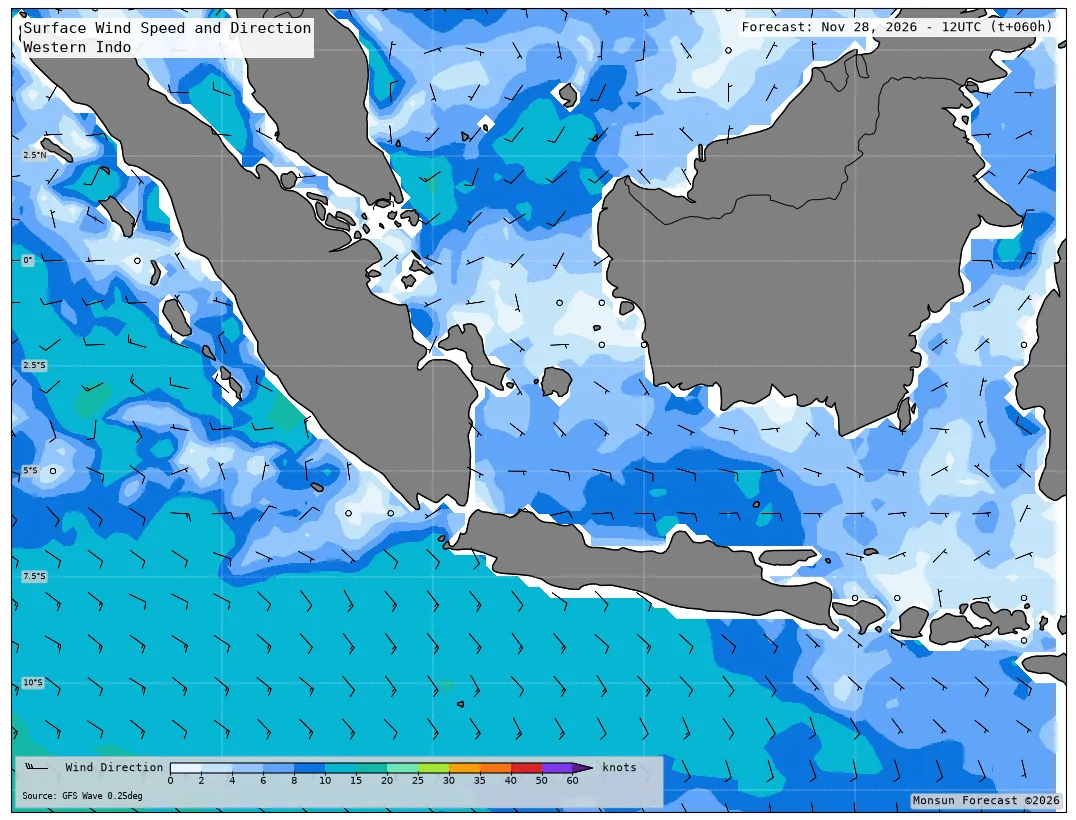 Surface Wind Speed and Direction
Western Indo
Forecast: Nov 28, 2026 - 12UTC (t+060h)
2.5°N
0°
2.5°S
5°S
7.5°S
10°S
Wind Direction
knots
0 2 4 6 8 10 15 20 25 30 35 40 50 60
Source: GFS Wave 0.25deg
Monsun Forecast ©2026